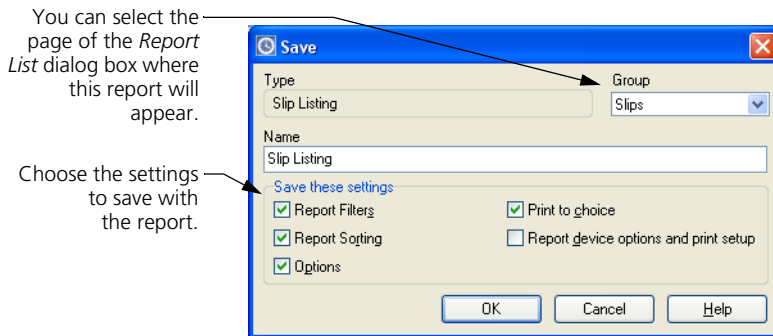 You can select the
page of the Report
List dialog box where
this report will
appear.
Choose the settings
to save with
the report.
Save
Type
Group
Slip Listing
Slips
Name
Slip Listing
Save these settings
Report Filters
Print to choice
Report Sorting
Report device options and print setup
Options
OK
Cancel
Help